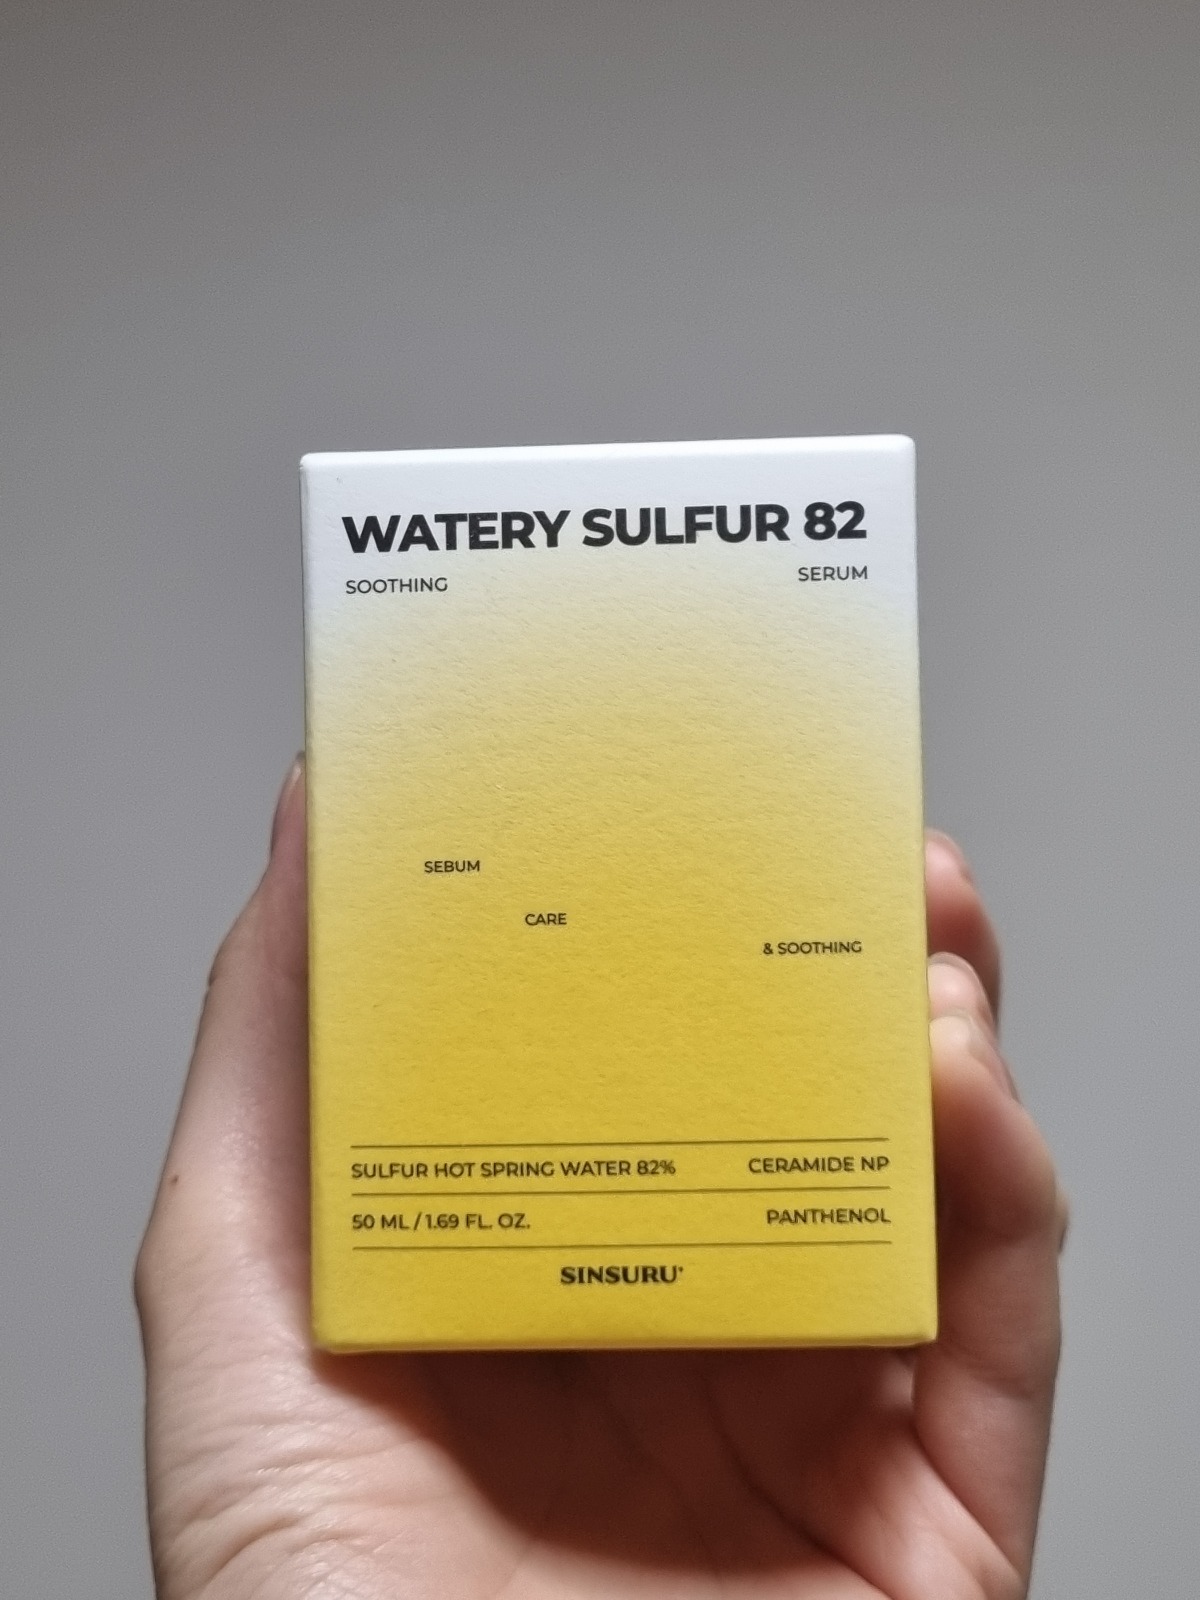 WATERY SULFUR 82
SOOTHING SERUM
SEBUM
CARE
& SOOTHING
SULFUR HOT SPRING WATER 82% CERAMIDE NP
50 ML / 1.69 FL. OZ. PANTHENOL
SINSURU